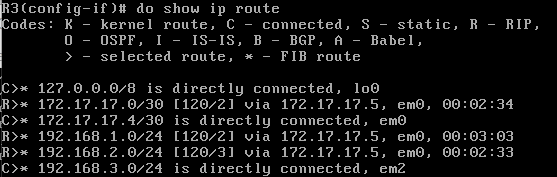 R3(config-if)# do show ip route
Codes: K - kernel route, C - connected, S - static, R - RIP,
O - OSPF, I - IS-IS, B - BGP, A - Babel,
> - selected route, * - FIB route
C>* 127.0.0.0/8 is directly connected, lo0
R>* 172.17.17.0/30 [120/2] via 172.17.17.5, em0, 00:02:34
C>* 172.17.17.4/30 is directly connected, em0
R>* 192.168.1.0/24 [120/2] via 172.17.17.5, em0, 00:03:03
R>* 192.168.2.0/24 [120/3] via 172.17.17.5, em0, 00:02:33
C>* 192.168.3.0/24 is directly connected, em2